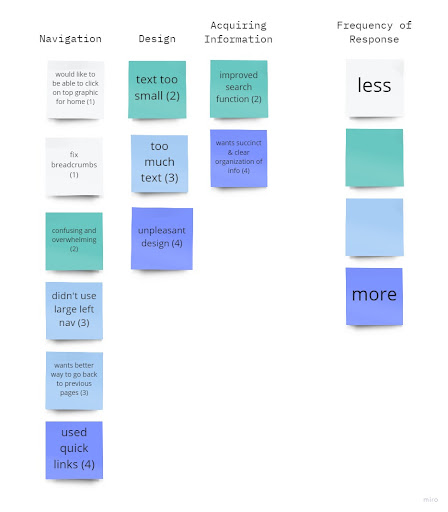 Navigation
would like to
be able to click
on top graphic
for home (1)
fix
breadcrumbs
(1)
confusing and
overwhelming
(2)
didn't use
large left
nav (3)
wants better
way to go back
to previous
pages (3)
used
quick
links (4)
Design
text too
small (2)
too
much
text (3)
unpleasant
design (4)
Acquiring
Information
improved
search
function (2)
wants succinct
& clear
organization of
info (4)
Frequency of
Response
less
more
miro